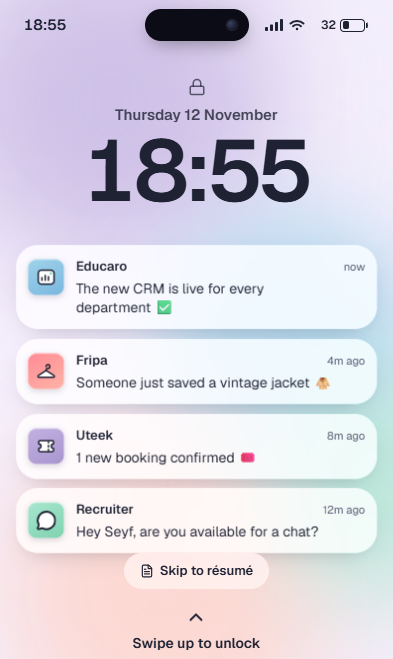 18:55
32
Thursday 12 November
18:55
Educaro
now
The new CRM is live for every
department ✅
Fripa
4m ago
Someone just saved a vintage jacket 🧥
Uteek
8m ago
1 new booking confirmed 🎟️
Recruiter
12m ago
Hey Seyf, are you available for a chat?
Skip to résumé
Swipe up to unlock